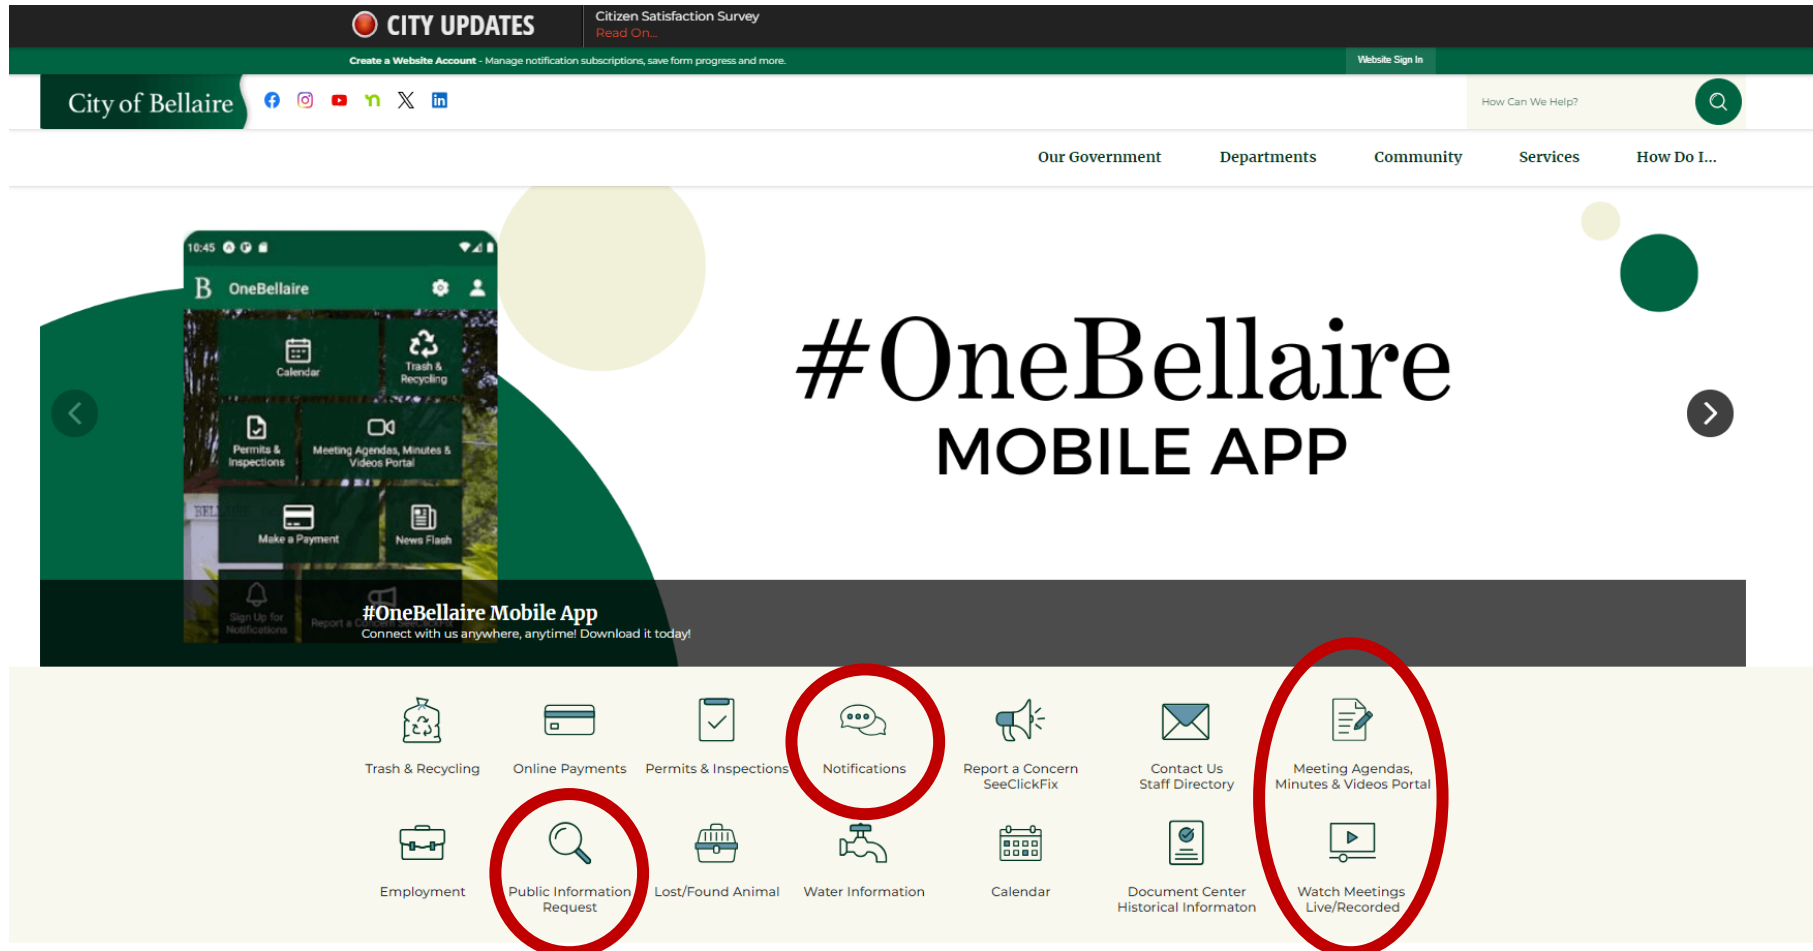 CITY UPDATES
Citizen Satisfaction Survey
Read On...
Create a Website Account - Manage notification subscriptions, save form progress and more.
Website Sign In
City of Bellaire
How Can We Help?
Our Government
Departments
Community
Services
How Do I...
10:45
B OneBellaire
Calendar
Trash &
Recycling
Permits &
Inspections
Meeting Agendas, Minutes &
Videos Portal
Make a Payment
News Flash
Sign Up for
Notifications
#OneBellaire
MOBILE APP
#OneBellaire Mobile App
Connect with us anywhere, anytime! Download it today!
Trash & Recycling
Online Payments
Permits & Inspections
Notifications
Report a Concern
SeeClickFix
Contact Us
Staff Directory
Meeting Agendas,
Minutes & Videos Portal
Employment
Public Information
Request
Lost/Found Animal
Water Information
Calendar
Document Center
Historical Informaton
Watch Meetings
Live/Recorded